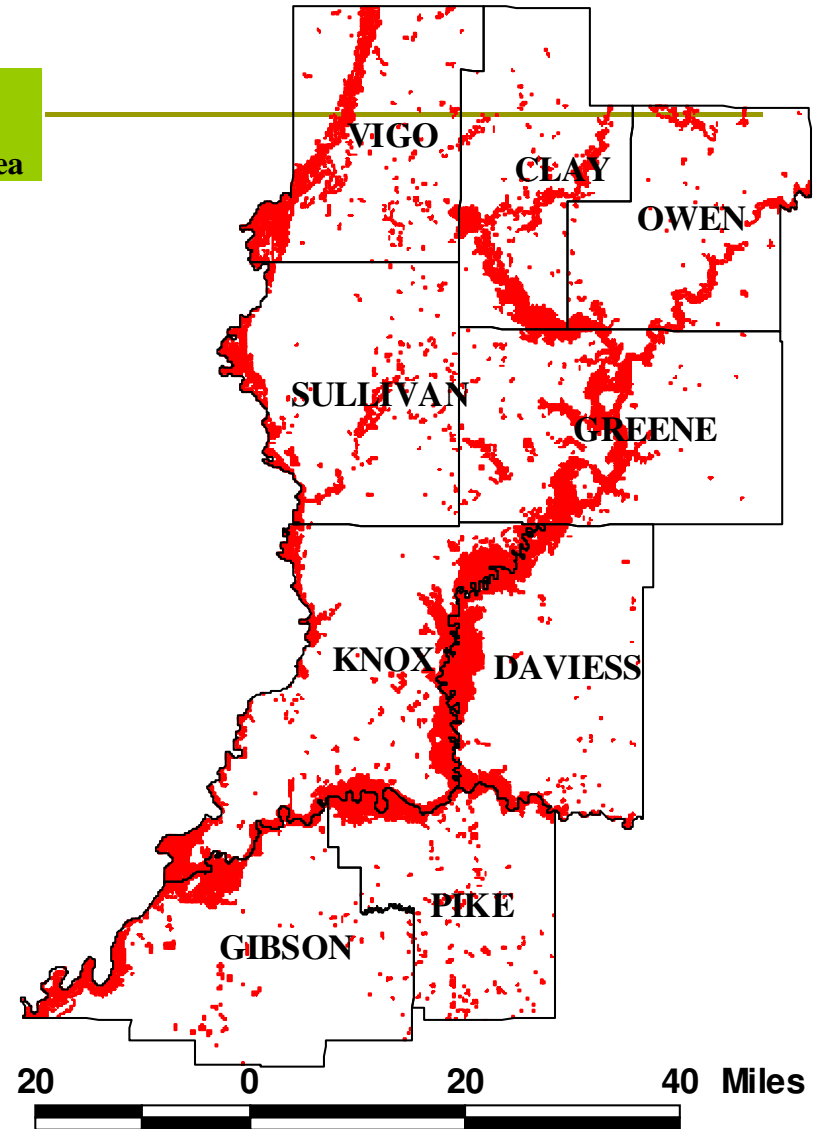 ea
VIGO
CLAY
OWEN
SULLIVAN
GREENE
KNOX
DAVIESS
PIKE
GIBSON
20 0 20 40 Miles